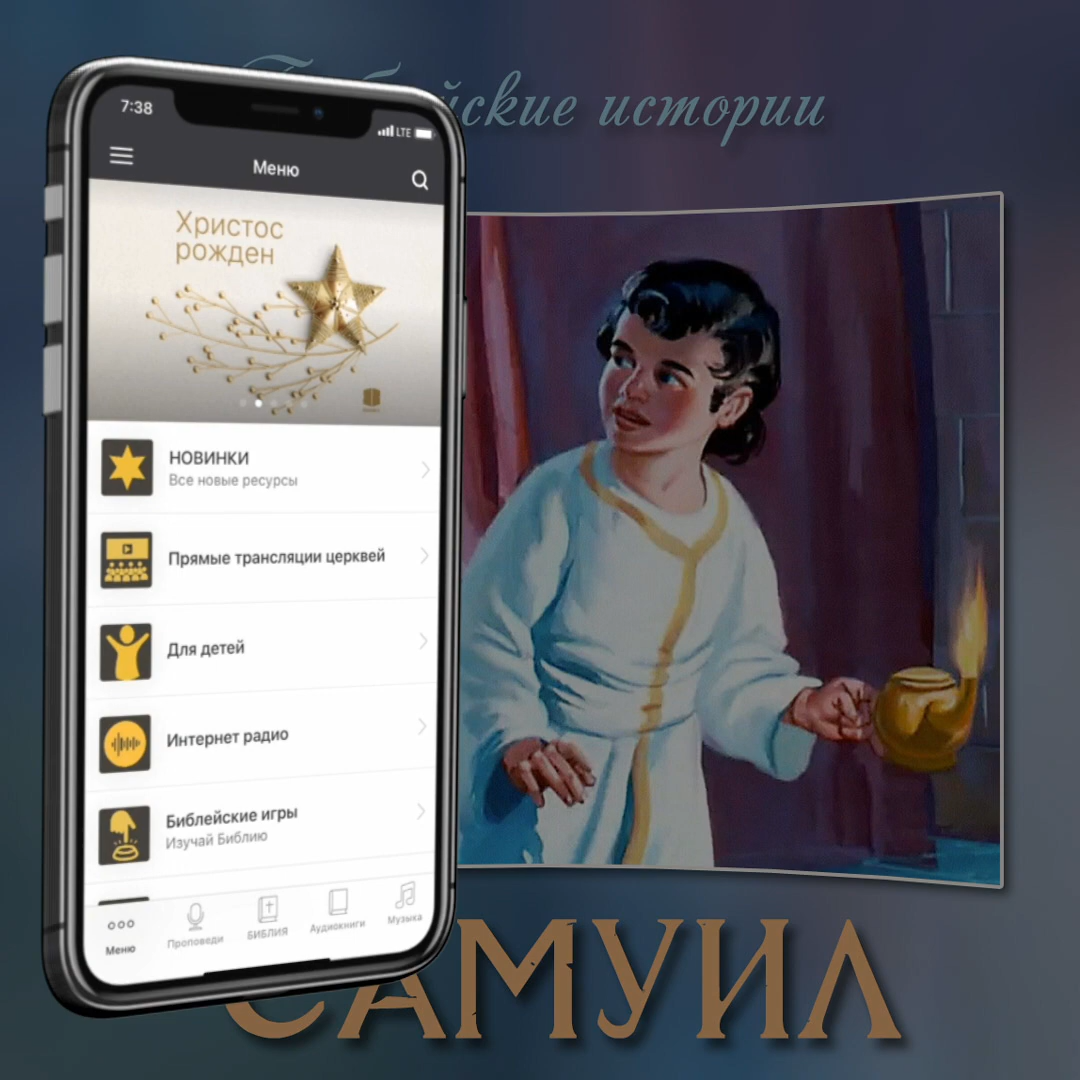 Библейские истории
7:38
LTE
Меню
Христос
рожден
НОВИНКИ
Все новые ресурсы
Прямые трансляции церквей
Для детей
Интернет радио
Библейские игры
Изучай Библию
Меню
Проповеди
БИБЛИЯ
Аудиокниги
Музыка
САМУИЛ